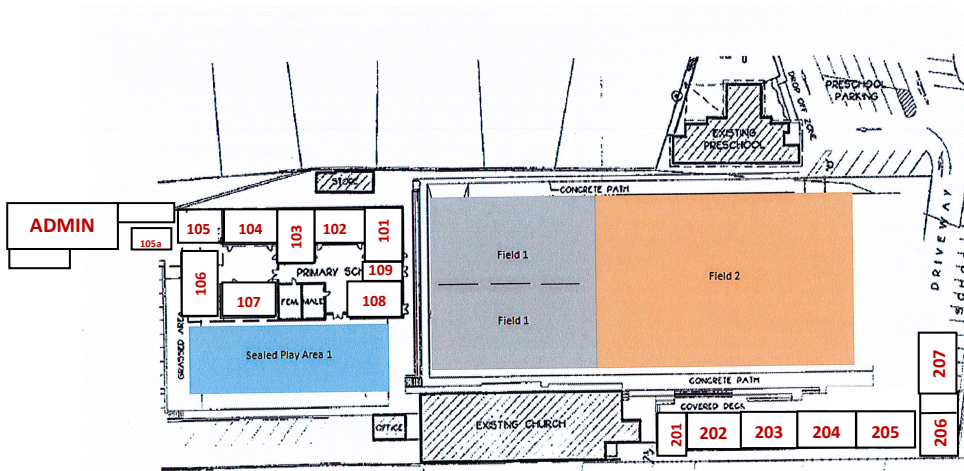 DROP OFF ZONE
PRESCHOOL
PARKING
EXISTING
PRESCHOOL
STORE
CONCRETE PATH
ADMIN
105
104
103
102
101
105a
Field 1
Field 2
DRIVEWAY
PRIMARY SC
109
106
107
FEM
MALE
108
Field 1
GRASSED AREA
Sealed Play Area 1
207
CONCRETE PATH
COVERED DECK
OFFICE
EXISTING CHURCH
201
202
203
204
205
206